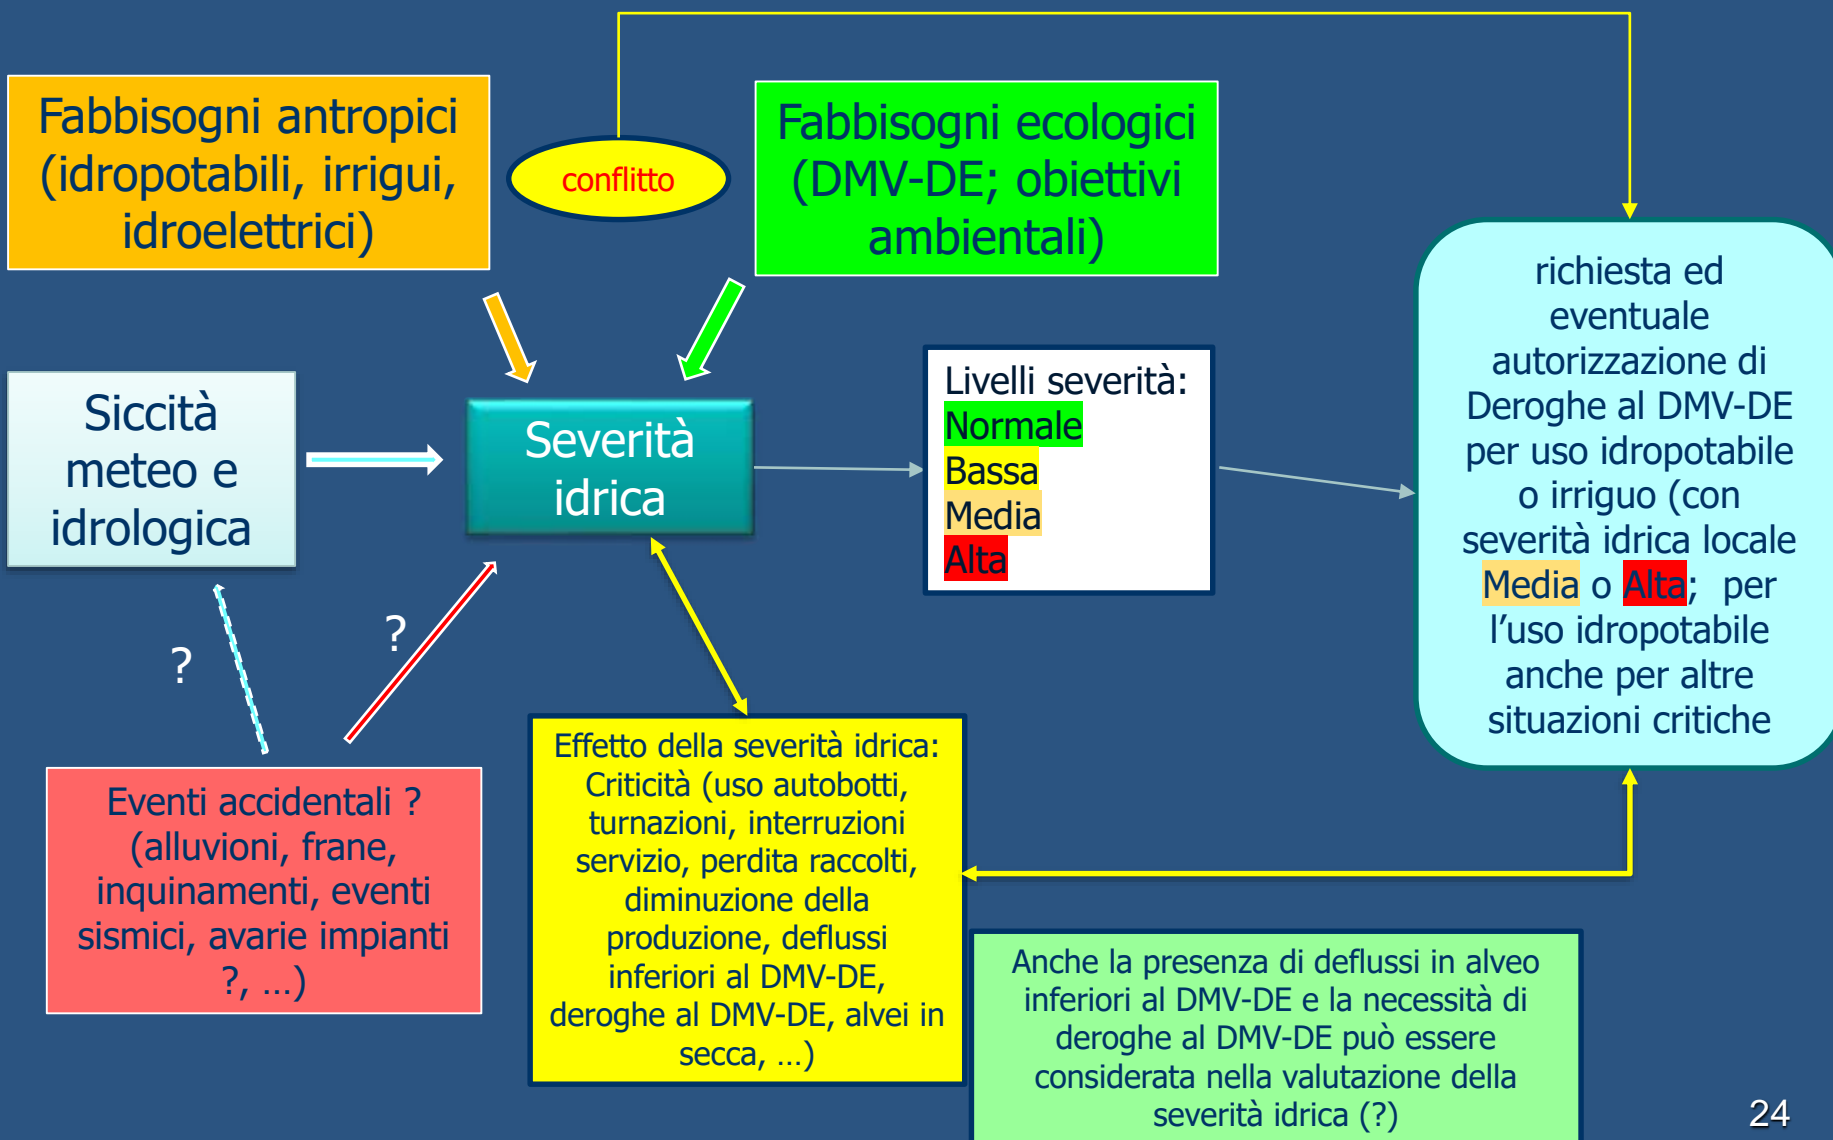 Fabbisogni antropici
(idropotabili, irrigui,
idroelettrici)
conflitto
Fabbisogni ecologici
(DMV-DE; obiettivi
ambientali)
Siccità
meteo e
idrologica
Severità
idrica
Livelli severità:
Normale
Bassa
Media
Alta
richiesta ed
eventuale
autorizzazione di
Deroghe al DMV-DE
per uso idropotabile
o irriguo (con
severità idrica locale
Media o Alta; per
l'uso idropotabile
anche per altre
situazioni critiche
?
?
Eventi accidentali ?
(alluvioni, frane,
inquinamenti, eventi
sismici, avarie impianti
?, ...)
Effetto della severità idrica:
Criticità (uso autobotti,
turnazioni, interruzioni
servizio, perdita raccolti,
diminuzione della
produzione, deflussi
inferiori al DMV-DE,
deroghe al DMV-DE, alvei in
secca, ...)
Anche la presenza di deflussi in alveo
inferiori al DMV-DE e la necessità di
deroghe al DMV-DE può essere
considerata nella valutazione della
severità idrica (?)
24